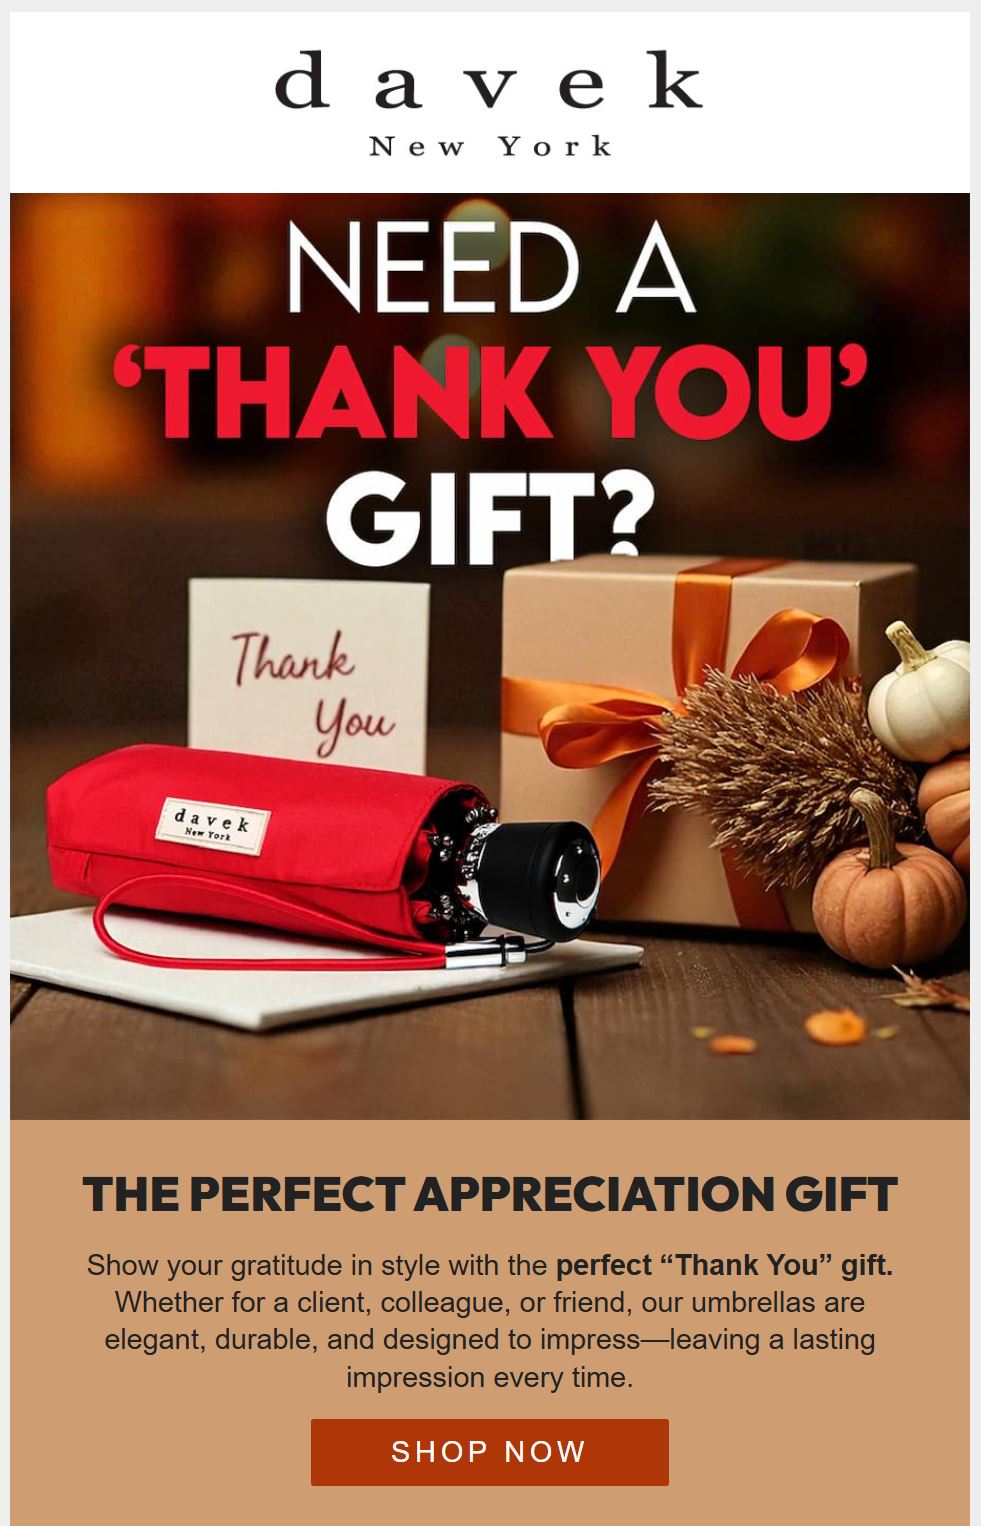 davek
New York
NEED A
‘THANK YOU’
GIFT?
Thank
You
davek
New York
THE PERFECT APPRECIATION GIFT
Show your gratitude in style with the perfect “Thank You” gift.
Whether for a client, colleague, or friend, our umbrellas are
elegant, durable, and designed to impress—leaving a lasting
impression every time.
SHOP NOW